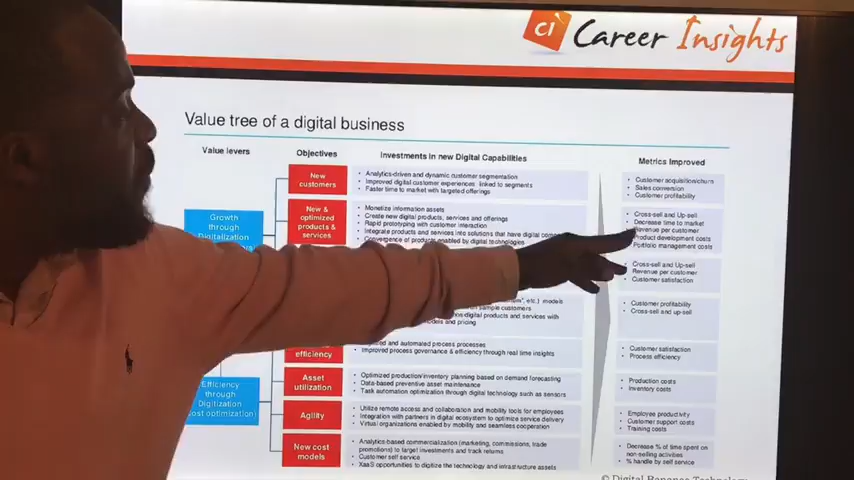 ci Career Insights
Value tree of a digital business
Value levers
Objectives
Investments in new Digital Capabilities
Metrics Improved
Growth
through
Digitalization
Efficiency
through
Digitization
(cost optimization)
New
customers
• Analytics-driven and dynamic customer segmentation
• Improved digital customer experiences linked to segments
• Faster time to market with targeted offerings
• Customer acquisition/churn
• Sales conversion
• Customer profitability
New &
optimized
products &
services
• Monetize information assets
• Create new digital products, services and offerings
• Rapid prototyping with customer interaction
• Integrate products and services into solutions that have digital
Convergence of products enabled by digital technologies
• Cross-sell and Up-sell
• Decrease time to market
Revenue per customer
Product development costs
Portfolio management costs
• Cross-sell and Up-sell
• Revenue per customer
• Customer satisfaction
etc.) models
sample customers
digital products and services with
models and pricing
• Customer profitability
• Cross-sell and up-sell
efficiency
and automated process processes
• Improved process governance & efficiency through real time insights
• Customer satisfaction
• Process efficiency
Asset
utilization
• Optimized production/inventory planning based on demand forecasting
• Data-based preventive asset maintenance
• Task automation optimization through digital technology such as sensors
• Production costs
• Inventory costs
Agility
• Utilize remote access and collaboration and mobility tools for employees
• Integration with partners in digital ecosystem to optimize service delivery
• Virtual organizations enabled by mobility and seamless cooperation
• Employee productivity
• Customer support costs
• Training costs
New cost
models
• Analytics-based commercialization (marketing, commissions, trade
promotions) to target investments and track returns
• Customer self service
• XaaS opportunities to digitize the technology and infrastructure assets
• Decrease % of time spent on
non-selling activities
• % handle by self service
© Digital Bananas Technology